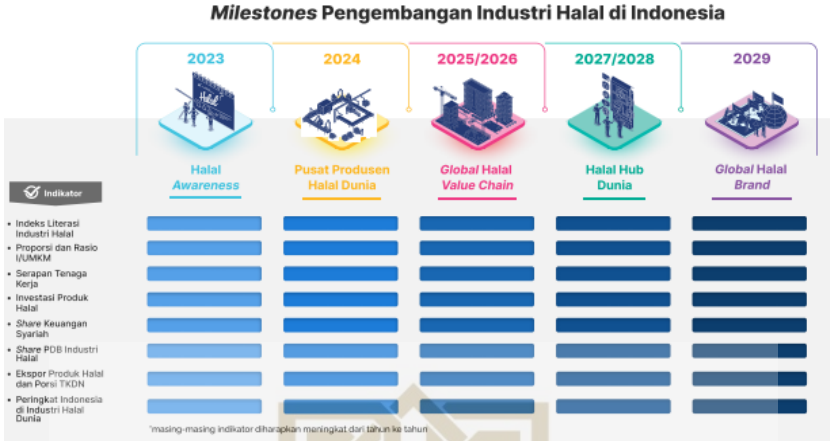 Milestones Pengembangan Industri Halal di Indonesia
2023
2024
2025/2026
2027/2028
2029
Halal
Halal
Awareness
Pusat Produsen
Halal Dunia
Global Halal
Value Chain
Halal Hub
Dunia
Global Halal
Brand
Indikator
• Indeks Literasi
Industri Halal
• Proporsi dan Rasio
I/UMKM
• Serapan Tenaga
Kerja
• Investasi Produk
Halal
• Share Keuangan
Syariah
• Share PDB Industri
Halal
• Ekspor Produk Halal
dan Porsi TKDN
• Peringkat Indonesia
di Industri Halal
Dunia
*masing-masing indikator diharapkan meningkat dari tahun ke tahun